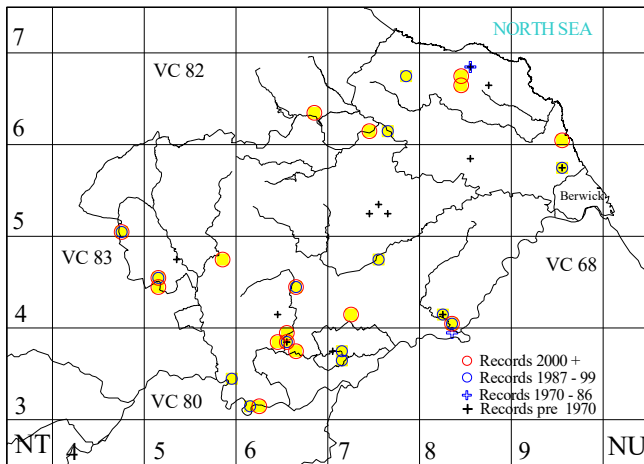 NORTH SEA
7
VC 82
6
Berwick
5
VC 83
VC 68
4
Records 2000 +
Records 1987 - 99
Records 1970 - 86
Records pre 1970
VC 80
3
NT 4 5 6 7 8 9 NU